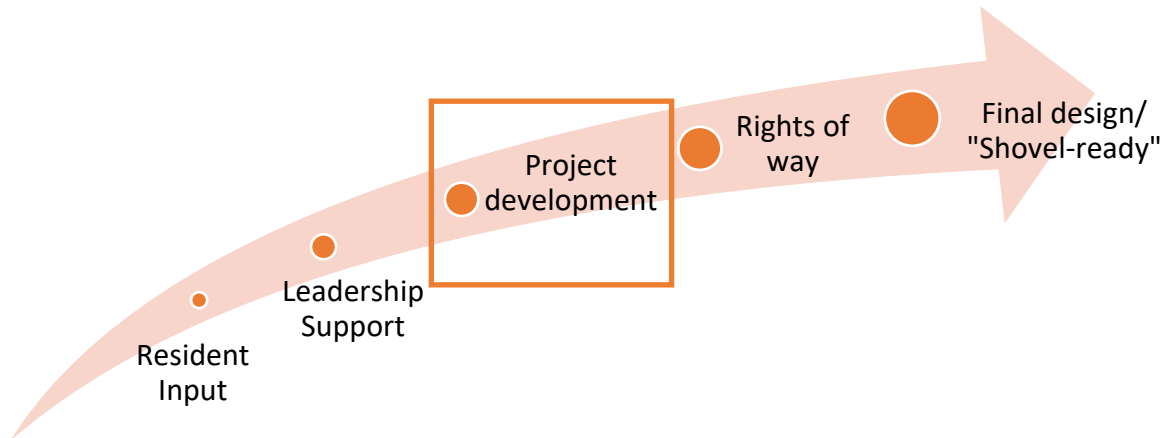 Resident
Input
Leadership
Support
Project
development
Rights of
way
Final design/
"Shovel-ready"